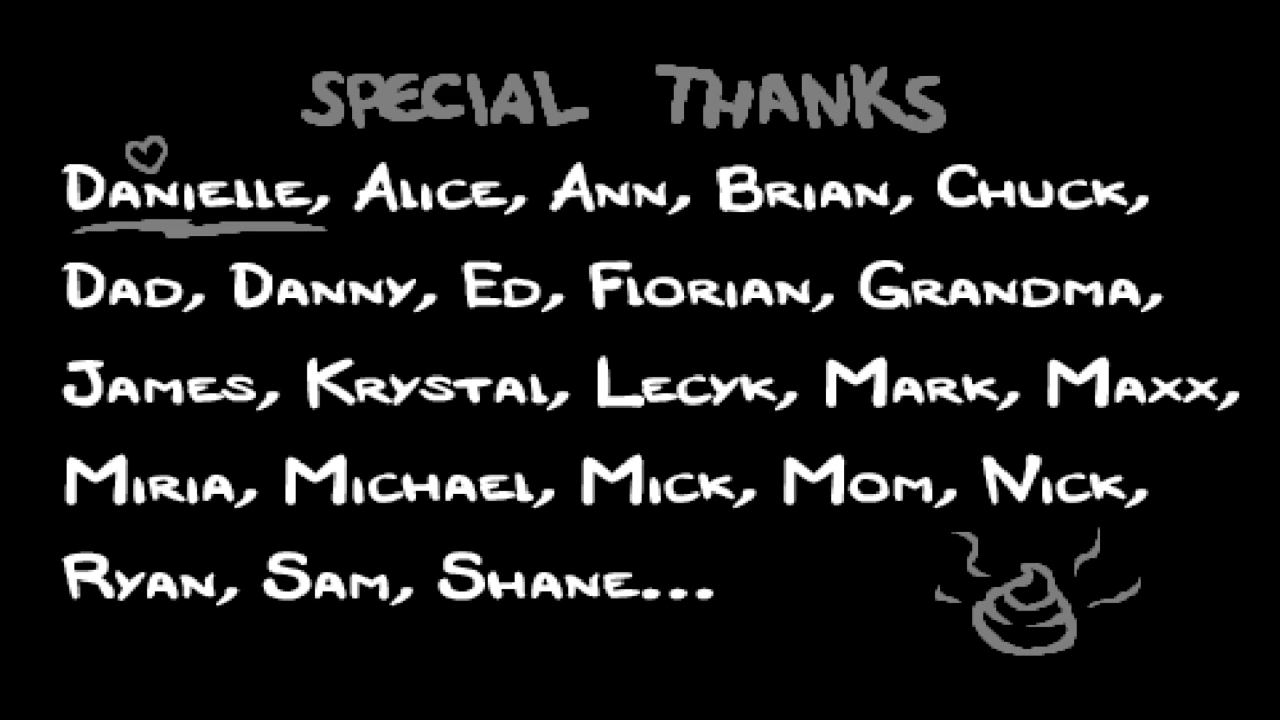 SPECIAL THANKS
Danielle, Alice, Ann, Brian, Chuck,
Dad, Danny, Ed, Florian, Grandma,
James, Krystal, Lecyk, Mark, Maxx,
Miria, Michael, Mick, Mom, Nick,
Ryan, Sam, Shane...